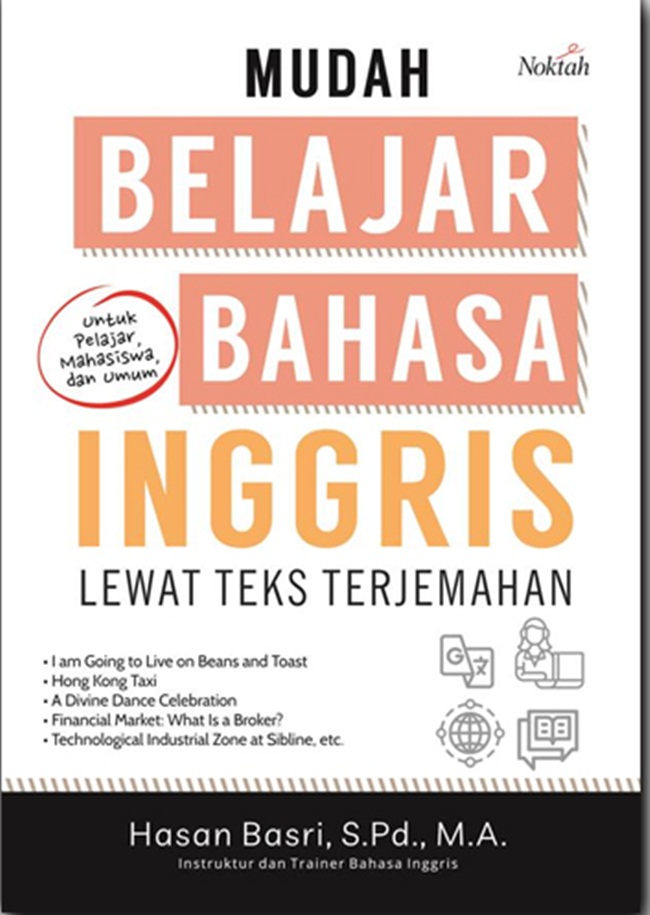 MUDAH
Noktah
BELAJAR
BAHASA
untuk
Pelajar,
Mahasiswa,
dan Umum
INGGRIS
LEWAT TEKS TERJEMAHAN
• I am Going to Live on Beans and Toast
• Hong Kong Taxi
• A Divine Dance Celebration
• Financial Market: What Is a Broker?
• Technological Industrial Zone at Sibline, etc.
G 文
Hasan Basri, S.Pd., M.A.
Instruktur dan Trainer Bahasa Inggris